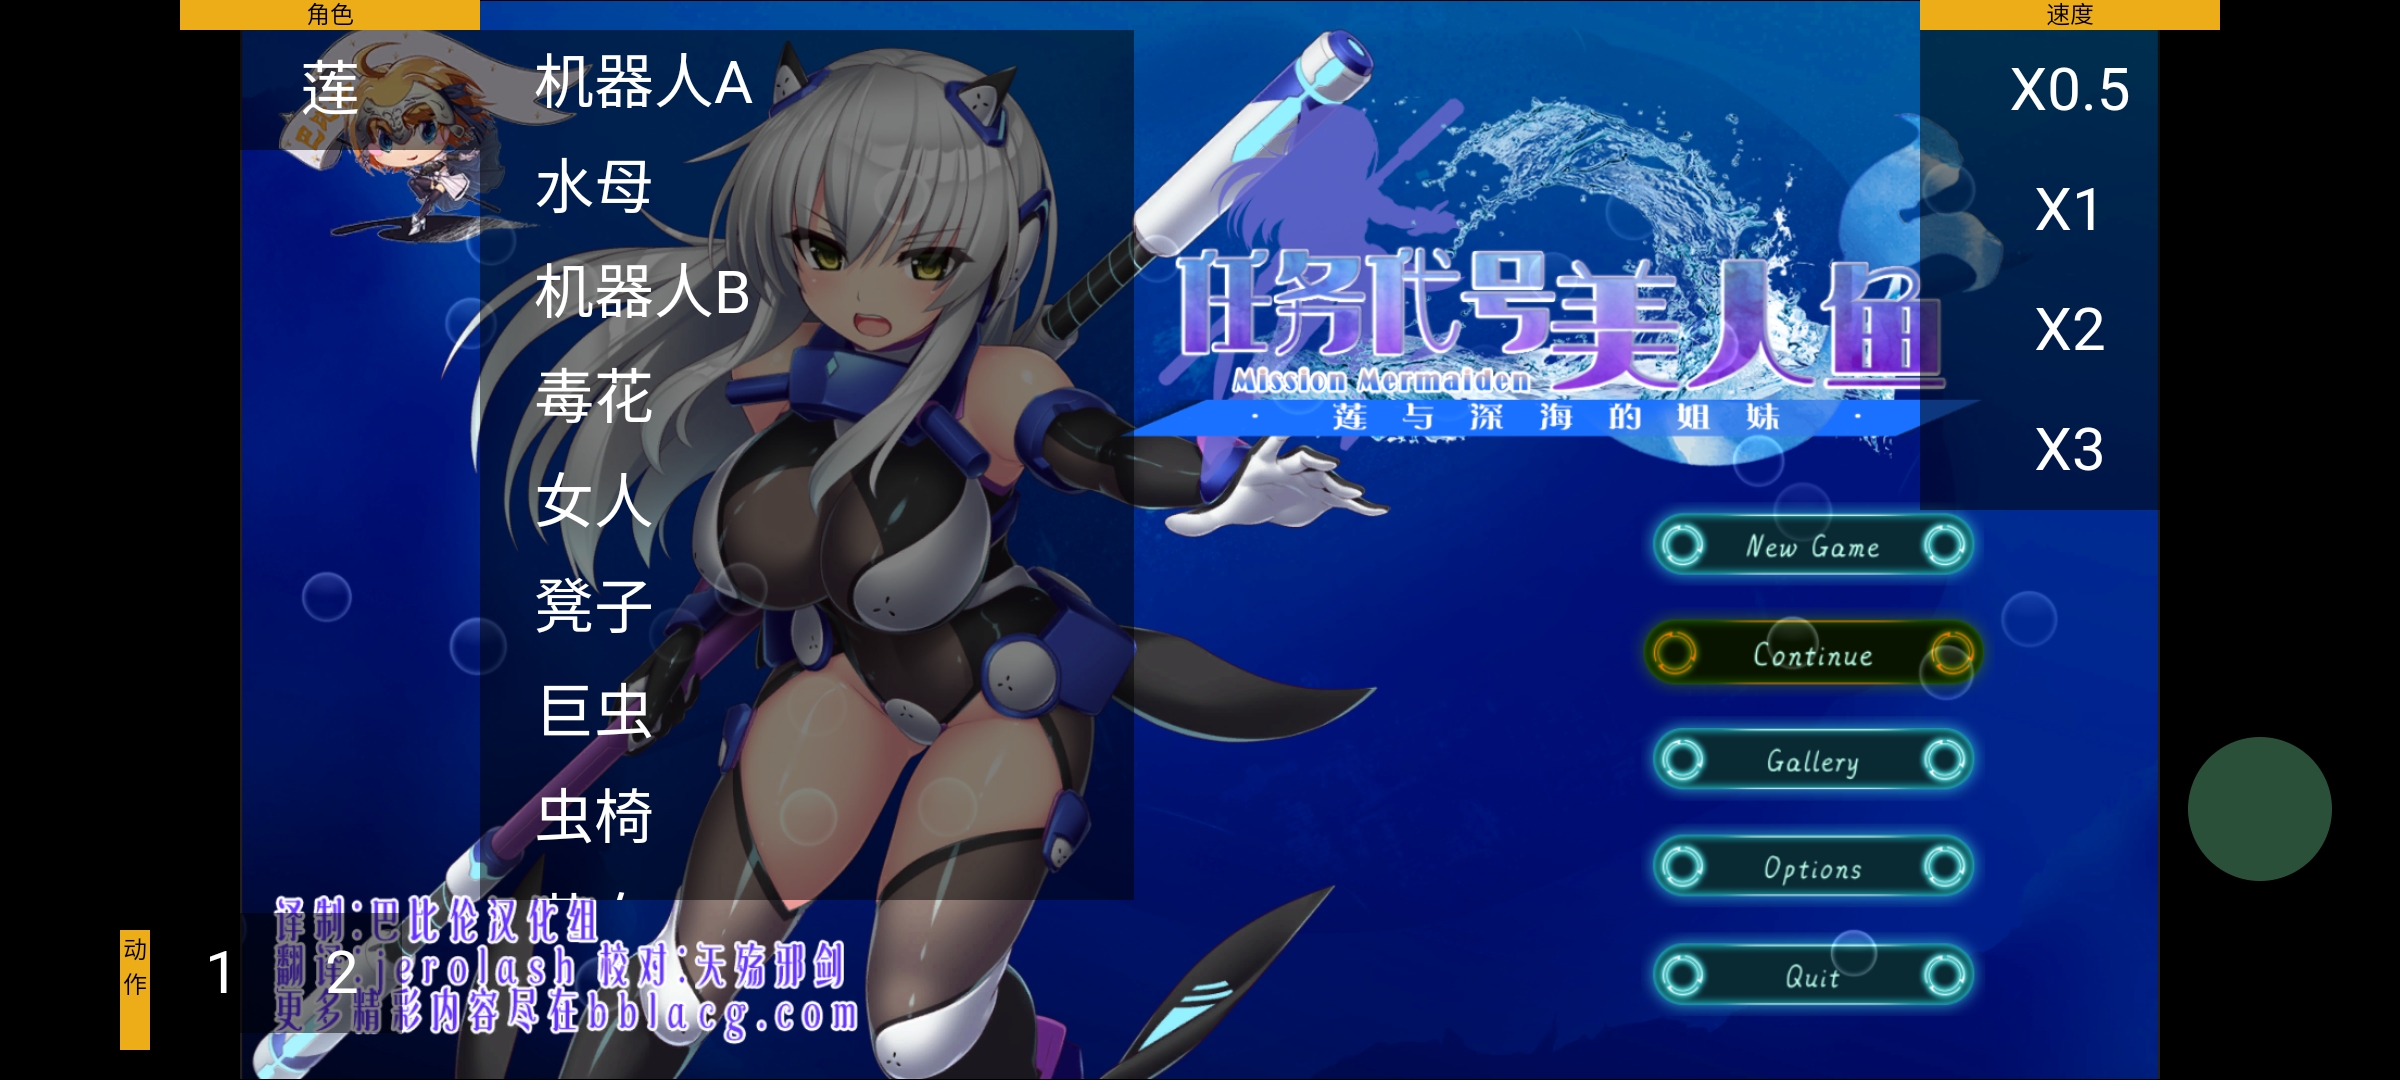 角色
莲
机器人A
水母
机器人B
毒花
女人
凳子
巨虫
虫椅
速度
X0.5
X1
X2
X3
任务代号美人鱼
Mission Mermaiden
· 莲与深海的姐妹 ·
New Game
Continue
Gallery
Options
Quit
动作
1
2
译制:巴比伦汉化组
翻译:jerolash 校对:天殇邪剑
更多精彩内容尽在bblacg.com